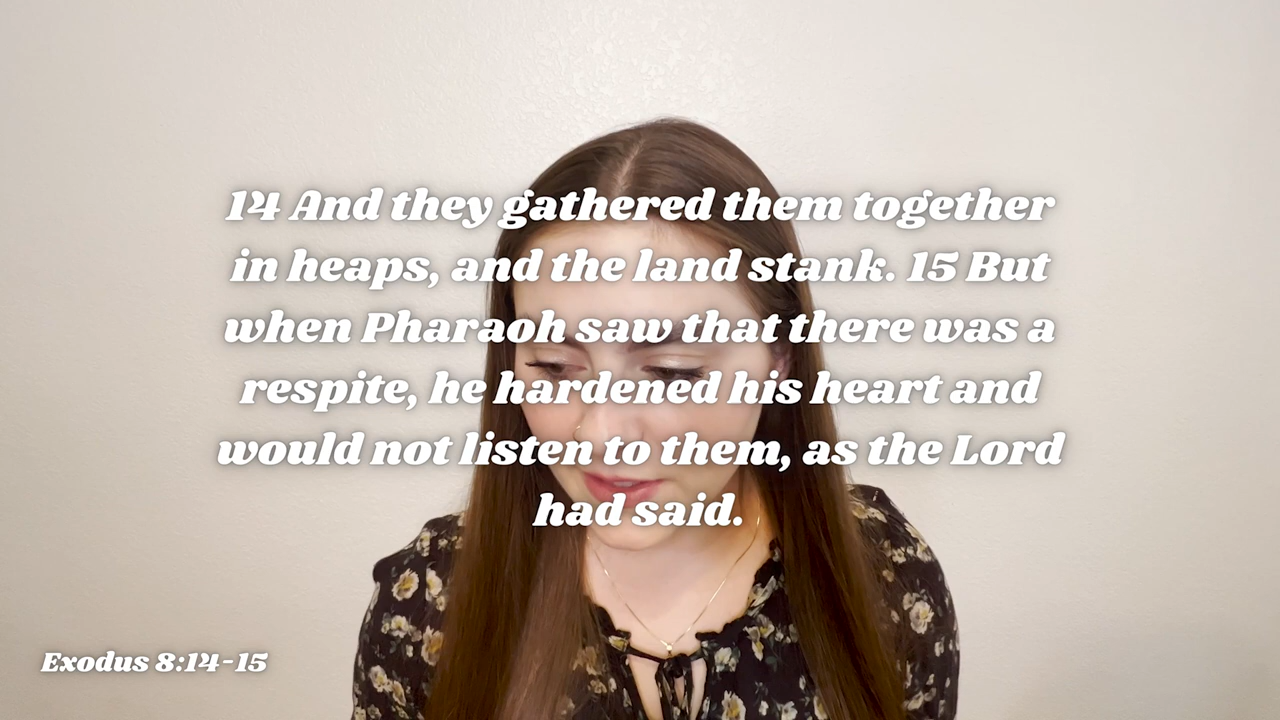 14 And they gathered them together
in heaps, and the land stank. 15 But
when Pharaoh saw that there was a
respite, he hardened his heart and
would not listen to them, as the Lord
had said.
Exodus 8:14-15